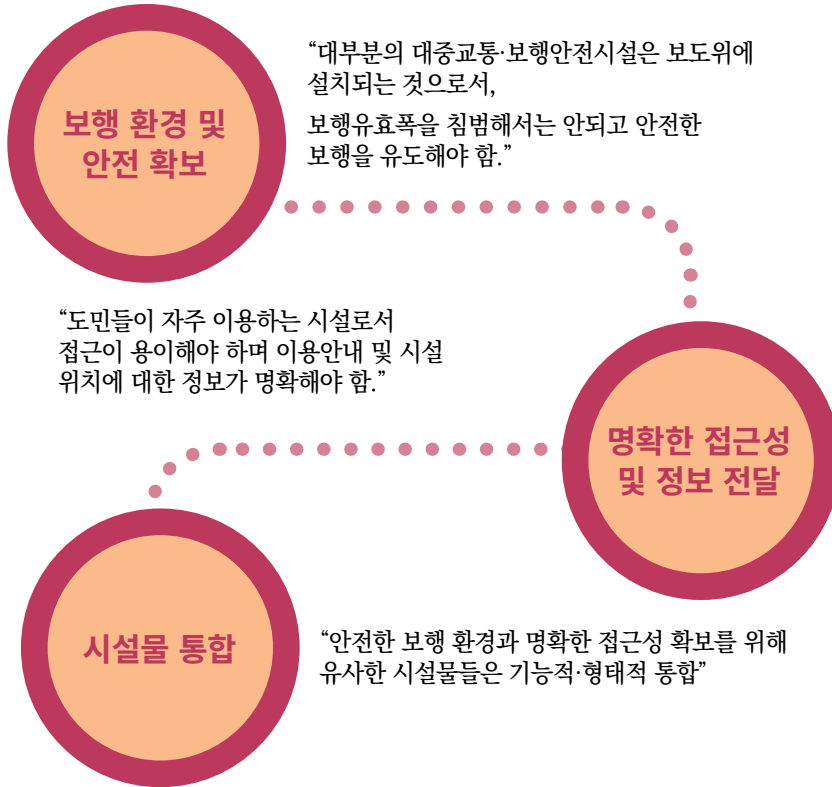 보행 환경 및
안전 확보
“대부분의 대중교통·보행안전시설은 보도위에
설치되는 것으로서,
보행유효폭을 침범해서는 안되고 안전한
보행을 유도해야 함.”
“도민들이 자주 이용하는 시설로서
접근이 용이해야 하며 이용안내 및 시설
위치에 대한 정보가 명확해야 함.”
명확한 접근성
및 정보 전달
시설물 통합
“안전한 보행 환경과 명확한 접근성 확보를 위해
유사한 시설물들은 기능적·형태적 통합”